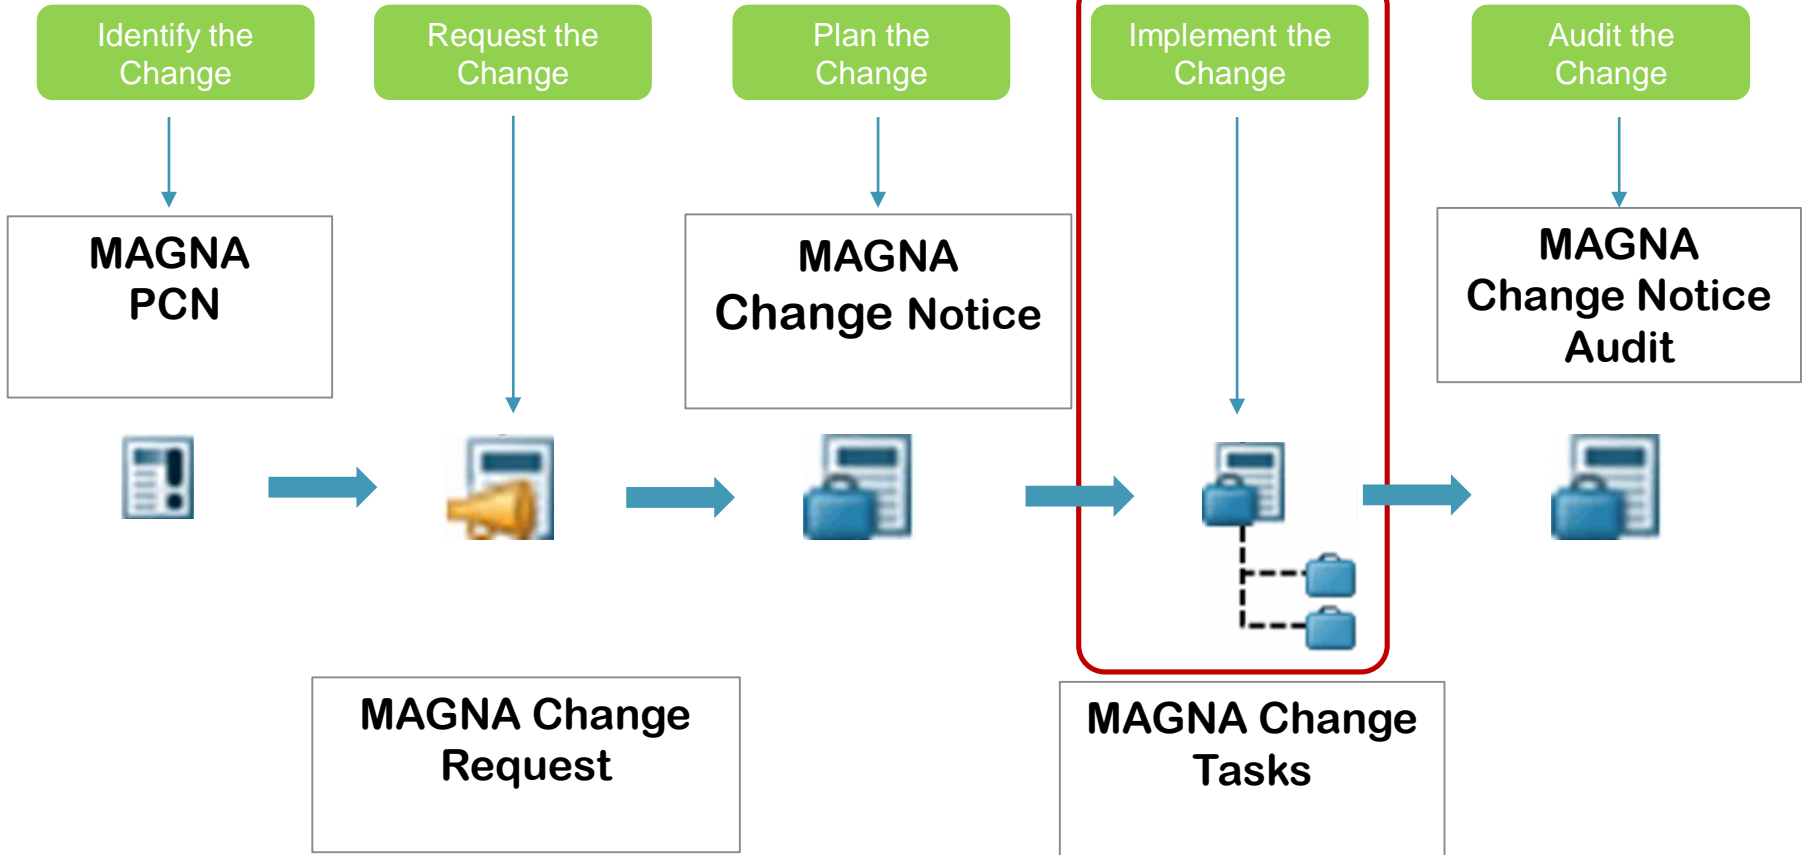 Identify the
Change
Request the
Change
Plan the
Change
Implement the
Change
Audit the
Change
MAGNA
PCN
MAGNA
Change Notice
MAGNA
Change Notice
Audit
MAGNA Change
Request
MAGNA Change
Tasks